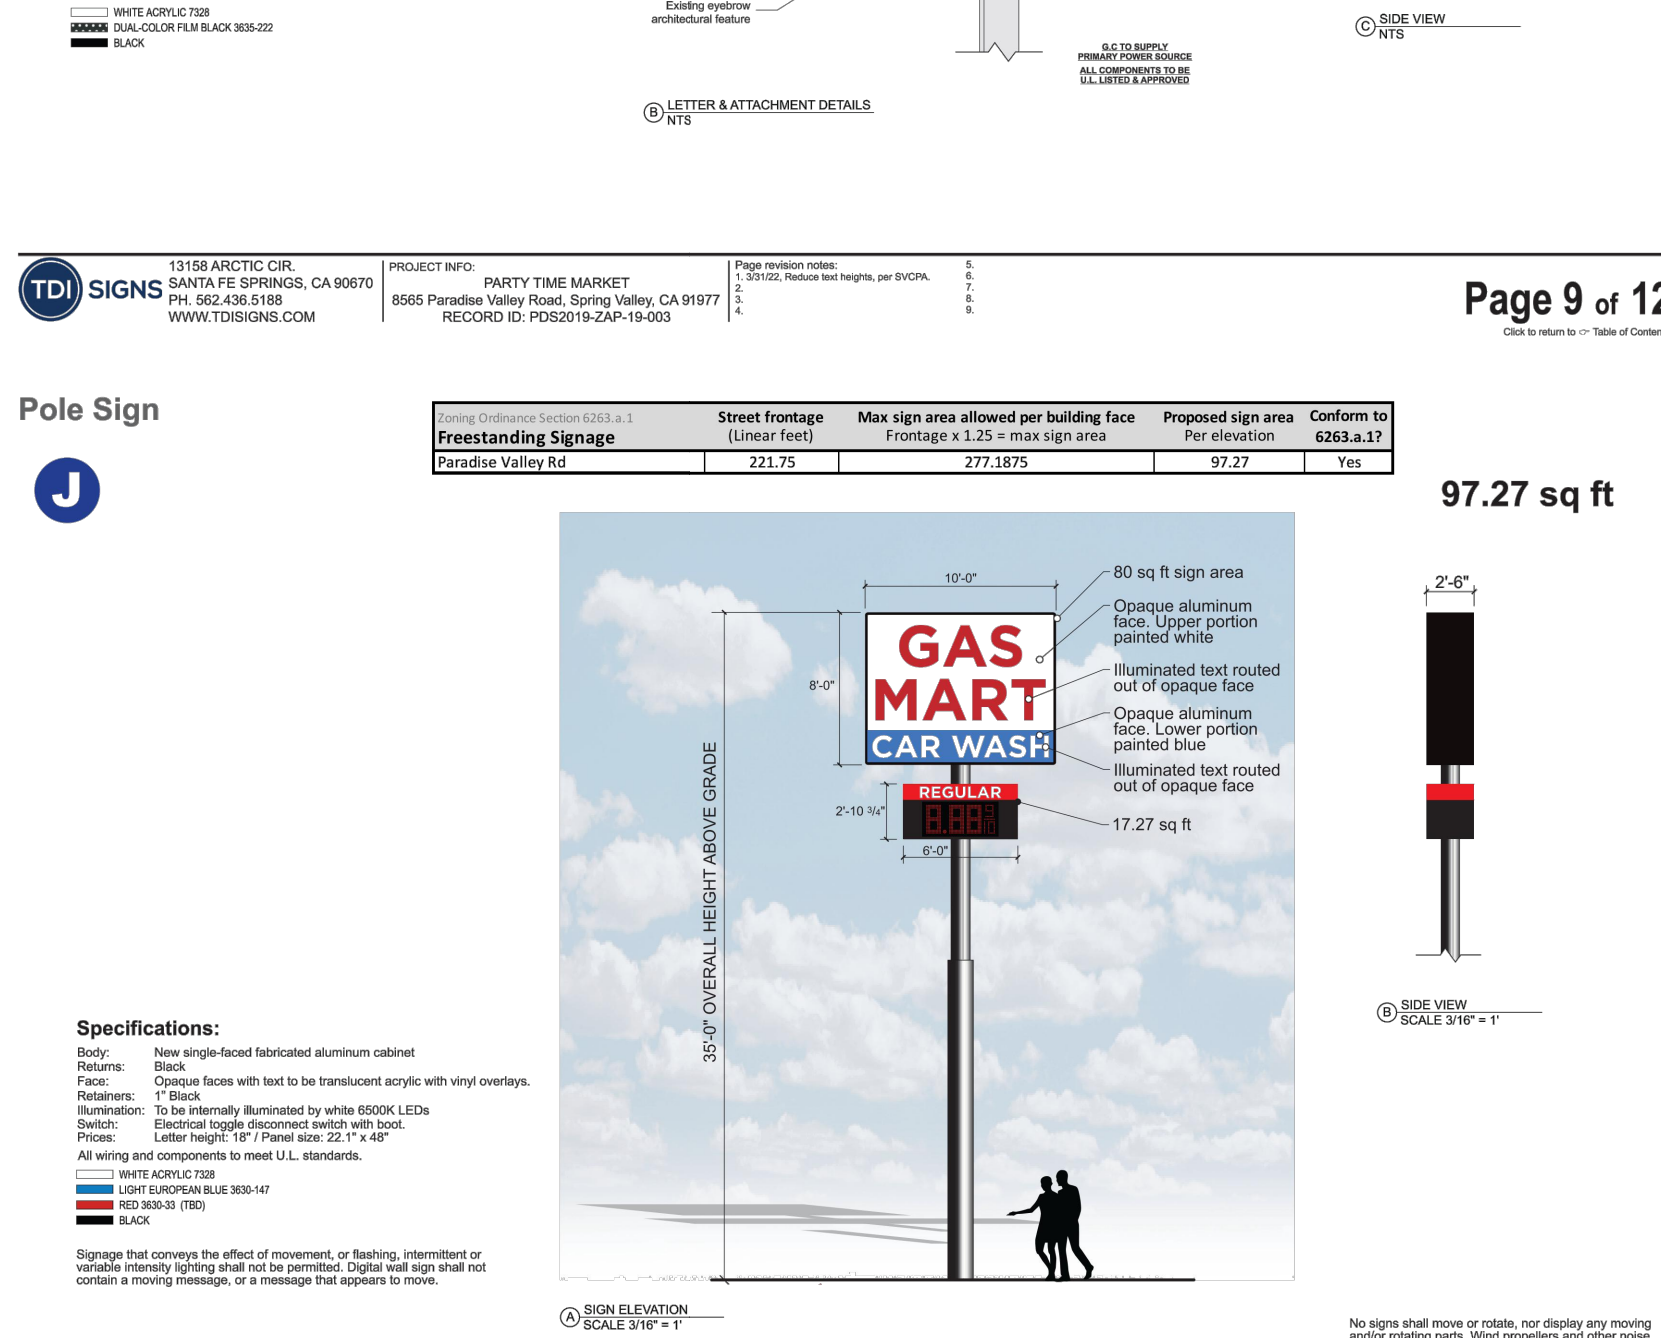 WHITE ACRYLIC 7328
DUAL-COLOR FILM BLACK 3635-222
BLACK
Existing eyebrow
architectural feature
G.C TO SUPPLY
PRIMARY POWER SOURCE
ALL COMPONENTS TO BE
U.L. LISTED & APPROVED
B LETTER & ATTACHMENT DETAILS
NTS
C SIDE VIEW
NTS
TDI SIGNS
13158 ARCTIC CIR.
SANTA FE SPRINGS, CA 90670
PH. 562.436.5188
WWW.TDISIGNS.COM
PROJECT INFO:
PARTY TIME MARKET
8565 Paradise Valley Road, Spring Valley, CA 91977
RECORD ID: PDS2019-ZAP-19-003
Page revision notes:
1. 3/31/22, Reduce text heights, per SVCPA.
2.
3.
4.
5.
6.
7.
8.
9.
Page 9 of 12
Click to return to ☞ Table of Conten
Pole Sign
J
Zoning Ordinance Section 6263.a.1
Freestanding Signage
Street frontage
(Linear feet)
Max sign area allowed per building face
Frontage x 1.25 = max sign area
Proposed sign area
Per elevation
Conform to
6263.a.1?
Paradise Valley Rd 221.75 277.1875 97.27 Yes
97.27 sq ft
10'-0"
8'-0"
GAS
MART
CAR WASH
REGULAR
8.88 9/10
2'-10 3/4"
6'-0"
35'-0" OVERALL HEIGHT ABOVE GRADE
80 sq ft sign area
Opaque aluminum
face. Upper portion
painted white
Illuminated text routed
out of opaque face
Opaque aluminum
face. Lower portion
painted blue
Illuminated text routed
out of opaque face
17.27 sq ft
2'-6"
B SIDE VIEW
SCALE 3/16" = 1'
Specifications:
Body: New single-faced fabricated aluminum cabinet
Returns: Black
Face: Opaque faces with text to be translucent acrylic with vinyl overlays.
Retainers: 1" Black
Illumination: To be internally illuminated by white 6500K LEDs
Switch: Electrical toggle disconnect switch with boot.
Prices: Letter height: 18" / Panel size: 22.1" x 48"
All wiring and components to meet U.L. standards.
WHITE ACRYLIC 7328
LIGHT EUROPEAN BLUE 3630-147
RED 3630-33 (TBD)
BLACK
Signage that conveys the effect of movement, or flashing, intermittent or
variable intensity lighting shall not be permitted. Digital wall sign shall not
contain a moving message, or a message that appears to move.
A SIGN ELEVATION
SCALE 3/16" = 1'
No signs shall move or rotate, nor display any moving
and/or rotating parts. Wind propellers and other noise